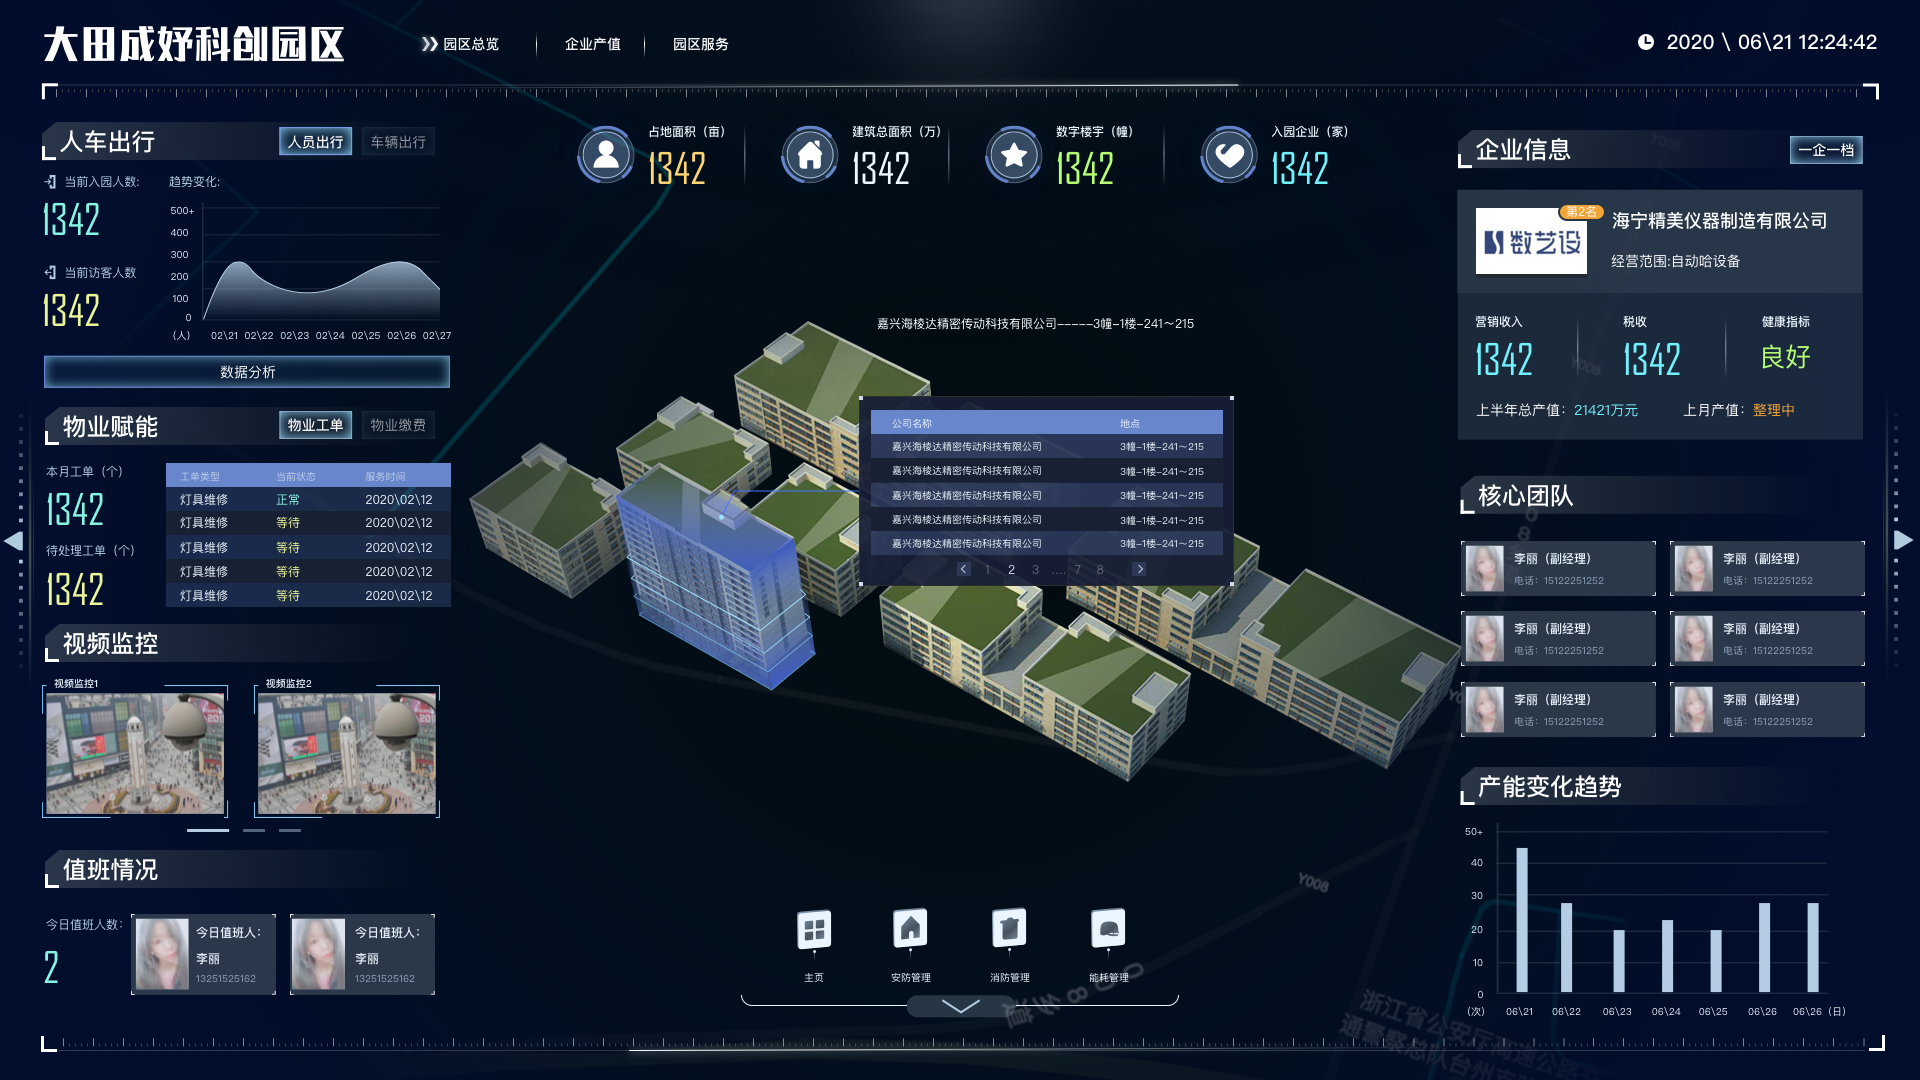 大田成好科创园区
园区总览
企业产值
园区服务
2020 \ 06\21 12:24:42
人车出行
人员出行
车辆出行
当前入园人数:
1342
当前访客人数
1342
趋势变化:
500+
400
300
200
100
0
(人)
02\21 02\22 02\23 02\24 02\25 02\26 02\27
数据分析
物业赋能
物业工单
物业缴费
本月工单（个）
1342
待处理工单（个）
1342
工单类型 当前状态 服务时间
灯具维修 正常 2020\02\12
灯具维修 等待 2020\02\12
灯具维修 等待 2020\02\12
灯具维修 等待 2020\02\12
灯具维修 等待 2020\02\12
视频监控
视频监控1
视频监控2
值班情况
今日值班人数:
2
今日值班人:
李丽
13251525162
今日值班人:
李丽
13251525162
占地面积（亩）
1342
建筑总面积（万）
1342
数字楼宇（幢）
1342
入园企业（家）
1342
嘉兴海棱达精密传动科技有限公司-----3幢-1楼-241～215
公司名称 地点
嘉兴海棱达精密传动科技有限公司 3幢-1楼-241～215
嘉兴海棱达精密传动科技有限公司 3幢-1楼-241～215
嘉兴海棱达精密传动科技有限公司 3幢-1楼-241～215
嘉兴海棱达精密传动科技有限公司 3幢-1楼-241～215
嘉兴海棱达精密传动科技有限公司 3幢-1楼-241～215
< 1 2 3 .... 7 8 >
Y008
主页
安防管理
消防管理
能耗管理
企业信息
一企一档
第2名
数艺设
海宁精美仪器制造有限公司
经营范围:自动哈设备
营销收入
1342
税收
1342
健康指标
良好
上半年总产值：21421万元
上月产值：整理中
Y008
Y008
核心团队
李丽（副经理）
电话：15122251252
李丽（副经理）
电话：15122251252
李丽（副经理）
电话：15122251252
李丽（副经理）
电话：15122251252
李丽（副经理）
电话：15122251252
李丽（副经理）
电话：15122251252
产能变化趋势
50+
40
30
20
10
0
(次) 06\21 06\22 06\23 06\24 06\25 06\26 06\26 (日)
浙江省公安厅高速公路